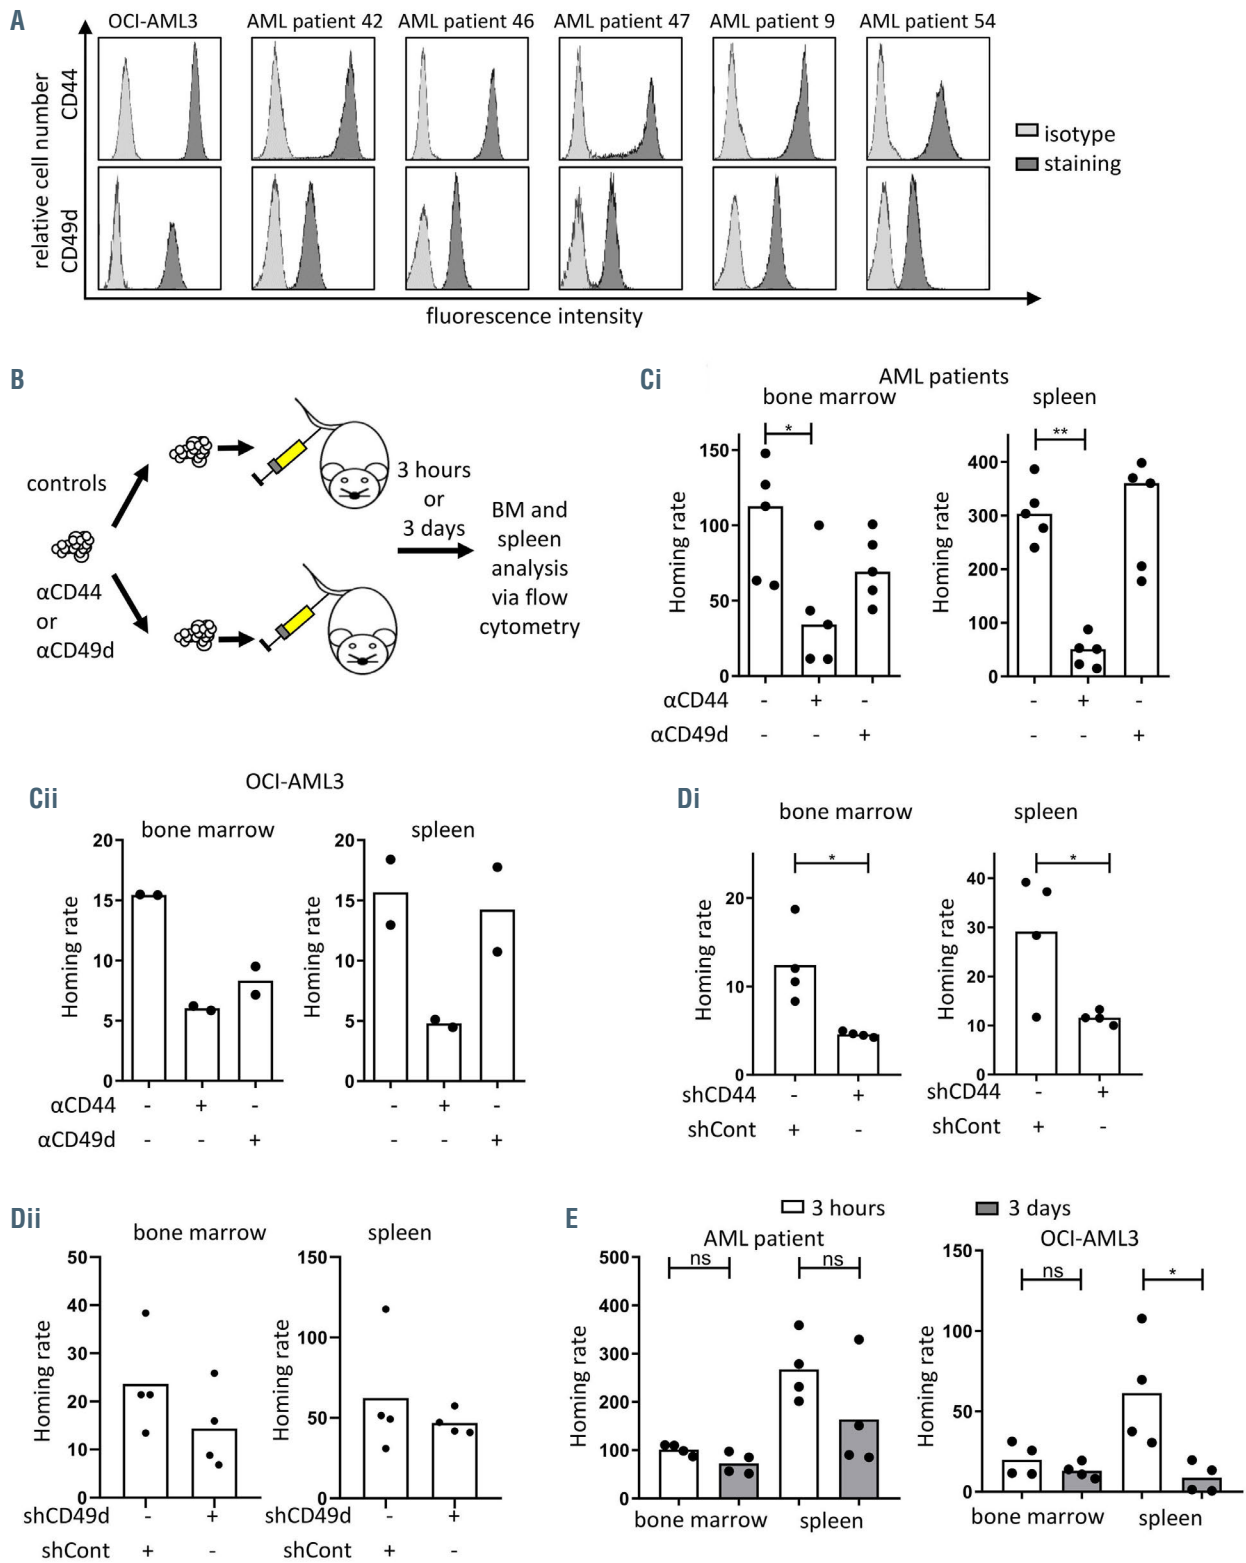 A
OCI-AML3 AML patient 42 AML patient 46 AML patient 47 AML patient 9 AML patient 54
relative cell number
CD44
CD49d
isotype
staining
fluorescence intensity
B
controls
αCD44
or
αCD49d
3 hours
or
3 days
BM and
spleen
analysis
via flow
cytometry
Ci
AML patients
bone marrow
spleen
Homing rate
150
100
50
0
*
Homing rate
400
300
200
100
0
**
αCD44 - + - - + -
αCD49d - - + - - +
Cii
OCI-AML3
bone marrow
spleen
Homing rate
20
15
10
5
0
Homing rate
20
15
10
5
0
αCD44 - + - - + -
αCD49d - - + - - +
Di
bone marrow
spleen
Homing rate
20
10
0
*
Homing rate
40
30
20
10
0
*
shCD44 - + shCD44 - +
shCont + - shCont + -
Dii
bone marrow
spleen
Homing rate
50
40
30
20
10
0
Homing rate
150
100
50
0
shCD49d - + shCD49d - +
shCont + - shCont + -
E
3 hours
3 days
AML patient
OCI-AML3
Homing rate
500
400
300
200
100
0
ns
ns
bone marrow spleen
Homing rate
150
100
50
0
ns
*
bone marrow spleen